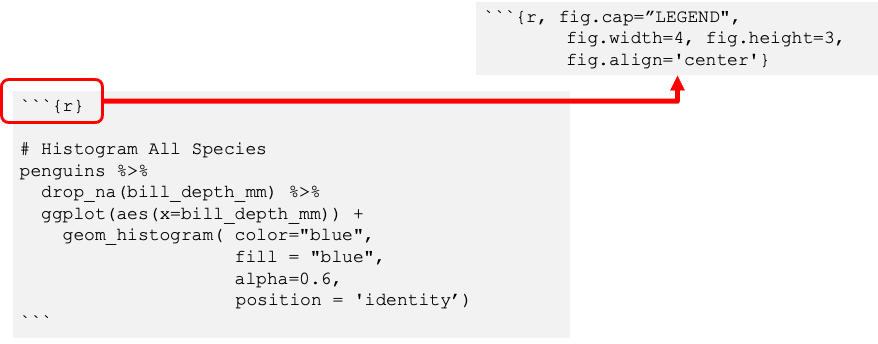 ```{r, fig.cap=”LEGEND",
fig.width=4, fig.height=3,
fig.align='center'}
```{r}
# Histogram All Species
penguins %>%
drop_na(bill_depth_mm) %>%
ggplot(aes(x=bill_depth_mm)) +
geom_histogram( color="blue",
fill = "blue",
alpha=0.6,
position = 'identity’)
```